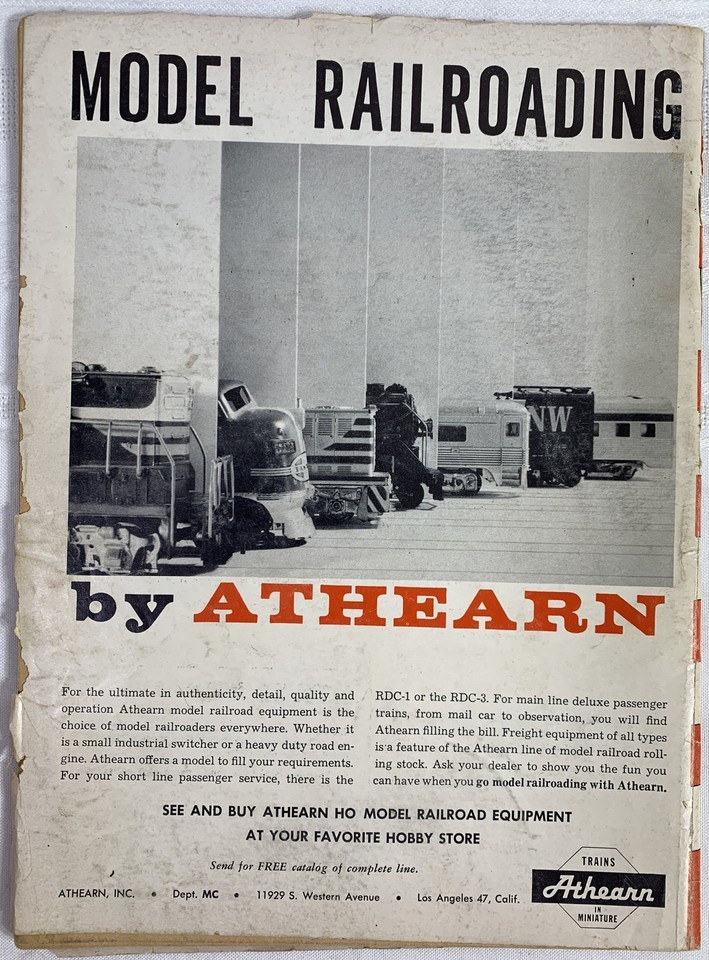 MODEL RAILROADING
NW
by ATHEARN
For the ultimate in authenticity, detail, quality and
operation Athearn model railroad equipment is the
choice of model railroaders everywhere. Whether it
is a small industrial switcher or a heavy duty road en-
gine. Athearn offers a model to fill your requirements.
For your short line passenger service, there is the
RDC-1 or the RDC-3. For main line deluxe passenger
trains, from mail car to observation, you will find
Athearn filling the bill. Freight equipment of all types
is a feature of the Athearn line of model railroad roll-
ing stock. Ask your dealer to show you the fun you
can have when you go model railroading with Athearn.
SEE AND BUY ATHEARN HO MODEL RAILROAD EQUIPMENT
AT YOUR FAVORITE HOBBY STORE
Send for FREE catalog of complete line.
ATHEARN, INC. • Dept. MC • 11929 S. Western Avenue • Los Angeles 47, Calif.
TRAINS
Athearn
IN
MINIATURE